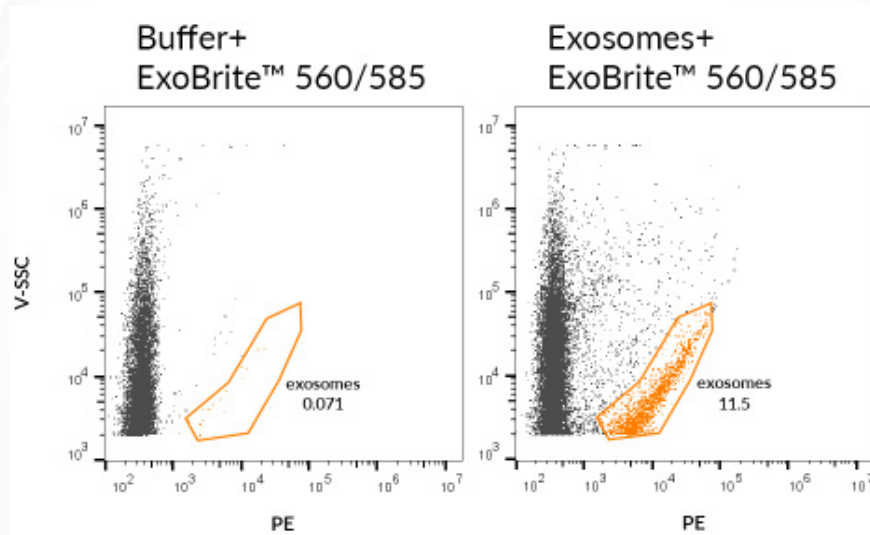 Buffer+
ExoBrite™ 560/585
Exosomes+
ExoBrite™ 560/585
V-SSC
10⁷
10⁶
10⁵
10⁴
10³
exosomes
0.071
10² 10³ 10⁴ 10⁵ 10⁶ 10⁷
PE
10⁷
10⁶
10⁵
10⁴
10³
exosomes
11.5
10² 10³ 10⁴ 10⁵ 10⁶ 10⁷
PE